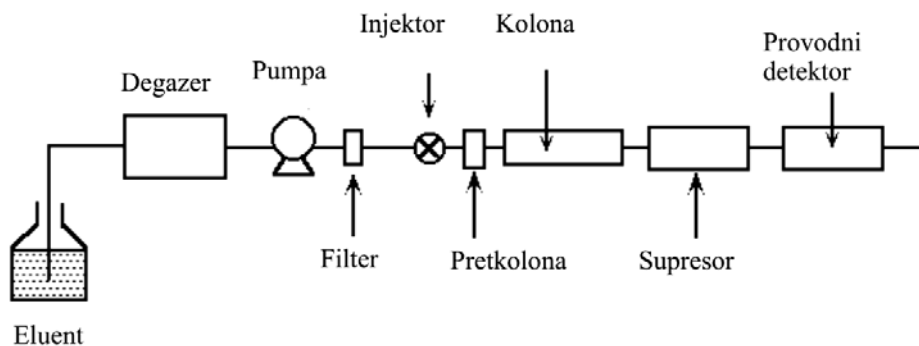 Injektor
Kolona
Provodni
detektor
Pumpa
Degazer
Filter
Pretkolona
Supresor
Eluent